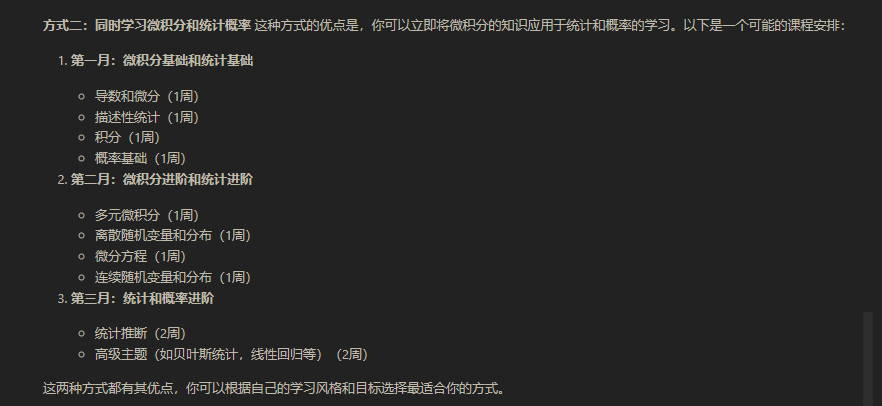 方式二：同时学习微积分和统计概率 这种方式的优点是，你可以立即将微积分的知识应用于统计和概率的学习。以下是一个可能的课程安排：
1. 第一月：微积分基础和统计基础
○ 导数和微分（1周）
○ 描述性统计（1周）
○ 积分（1周）
○ 概率基础（1周）
2. 第二月：微积分进阶和统计进阶
○ 多元微积分（1周）
○ 离散随机变量和分布（1周）
○ 微分方程（1周）
○ 连续随机变量和分布（1周）
3. 第三月：统计和概率进阶
○ 统计推断（2周）
○ 高级主题（如贝叶斯统计，线性回归等）（2周）
这两种方式都有其优点，你可以根据自己的学习风格和目标选择最适合你的方式。